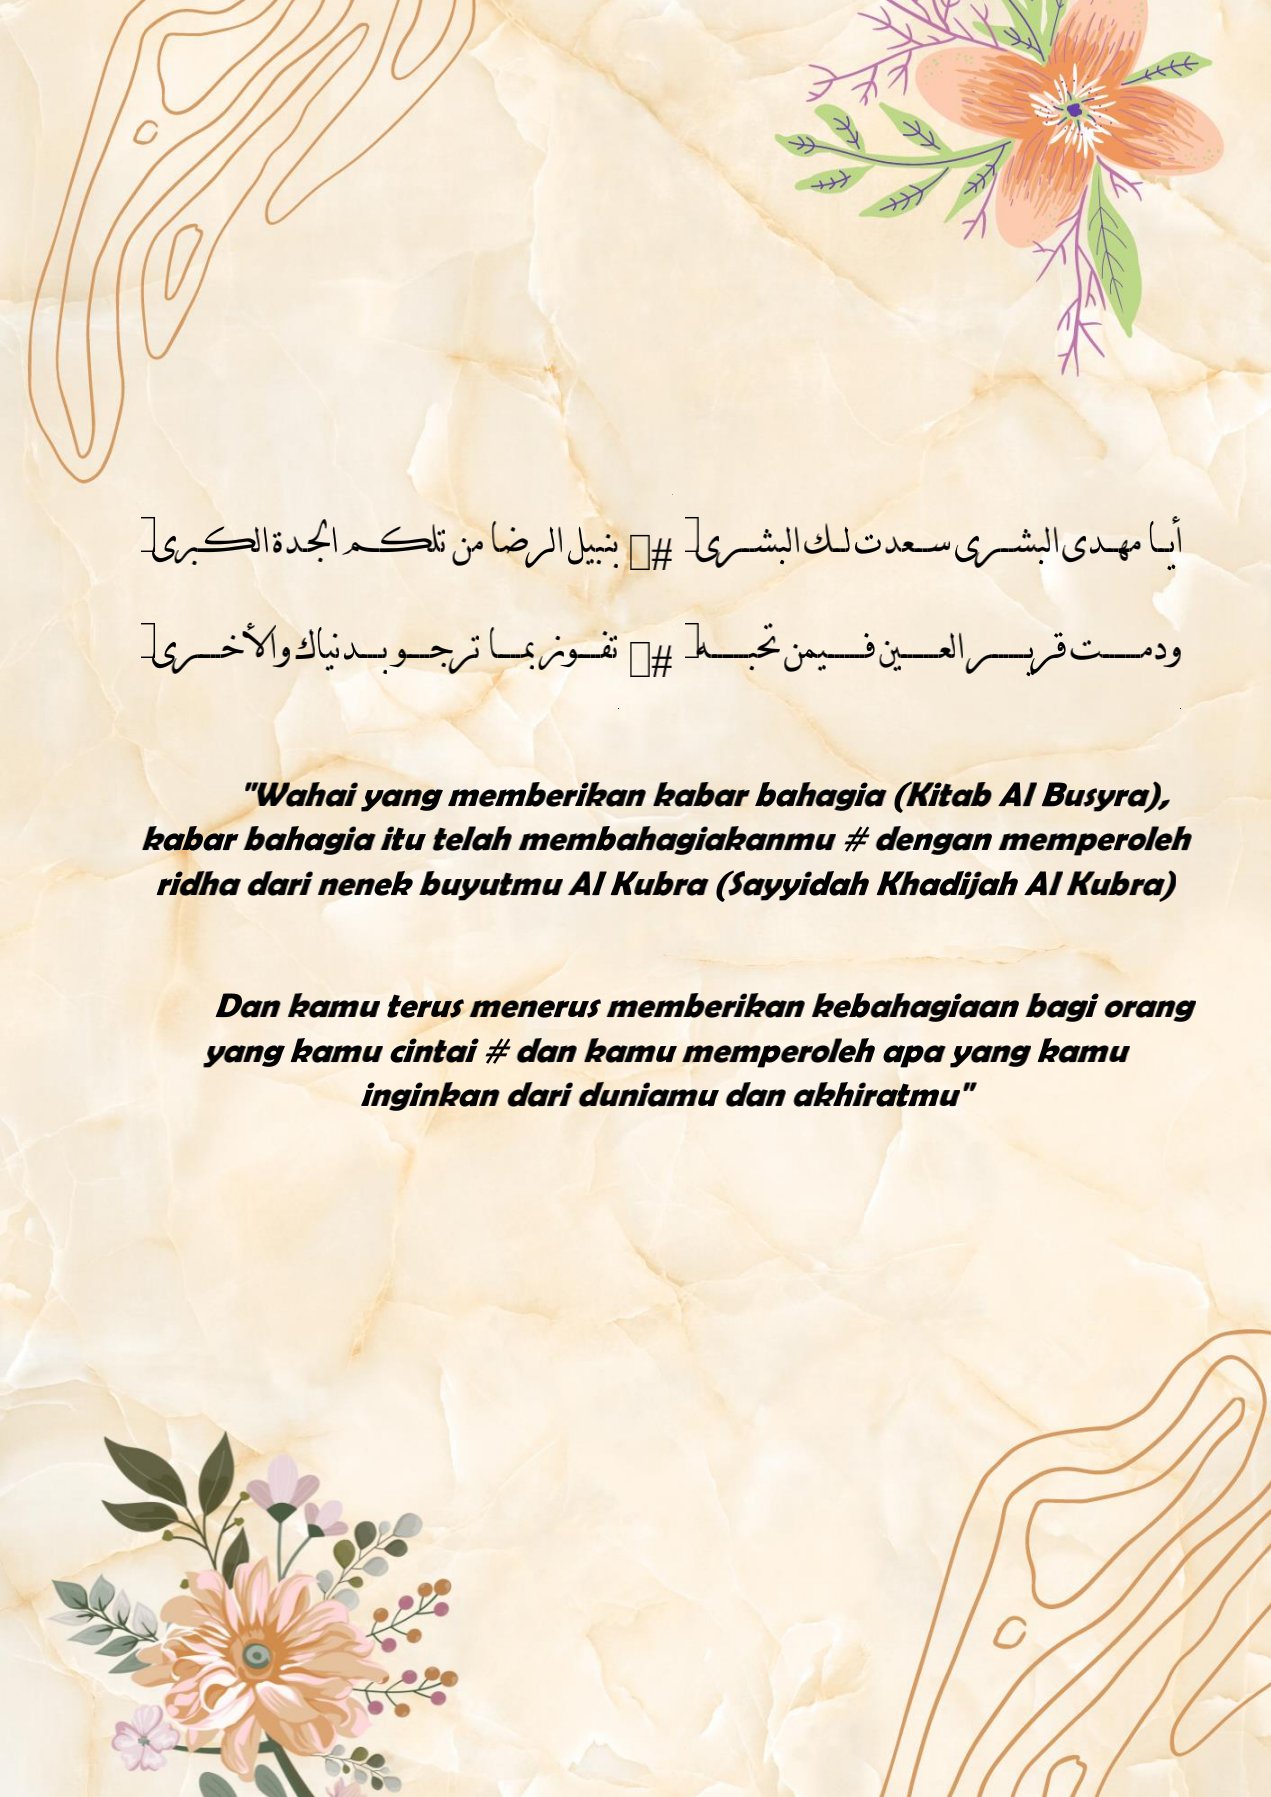 أيا مهدى البشرى سعدت لك البشرى # بنيل الرضا من تلكم الجدة الكبرى
ودمت قرير العين فيمن تحبه # تفوز بما ترجو بدنياك والأخرى
"Wahai yang memberikan kabar bahagia (Kitab Al Busyra),
kabar bahagia itu telah membahagiakanmu # dengan memperoleh
ridha dari nenek buyutmu Al Kubra (Sayyidah Khadijah Al Kubra)
Dan kamu terus menerus memberikan kebahagiaan bagi orang
yang kamu cintai # dan kamu memperoleh apa yang kamu
inginkan dari duniamu dan akhiratmu"